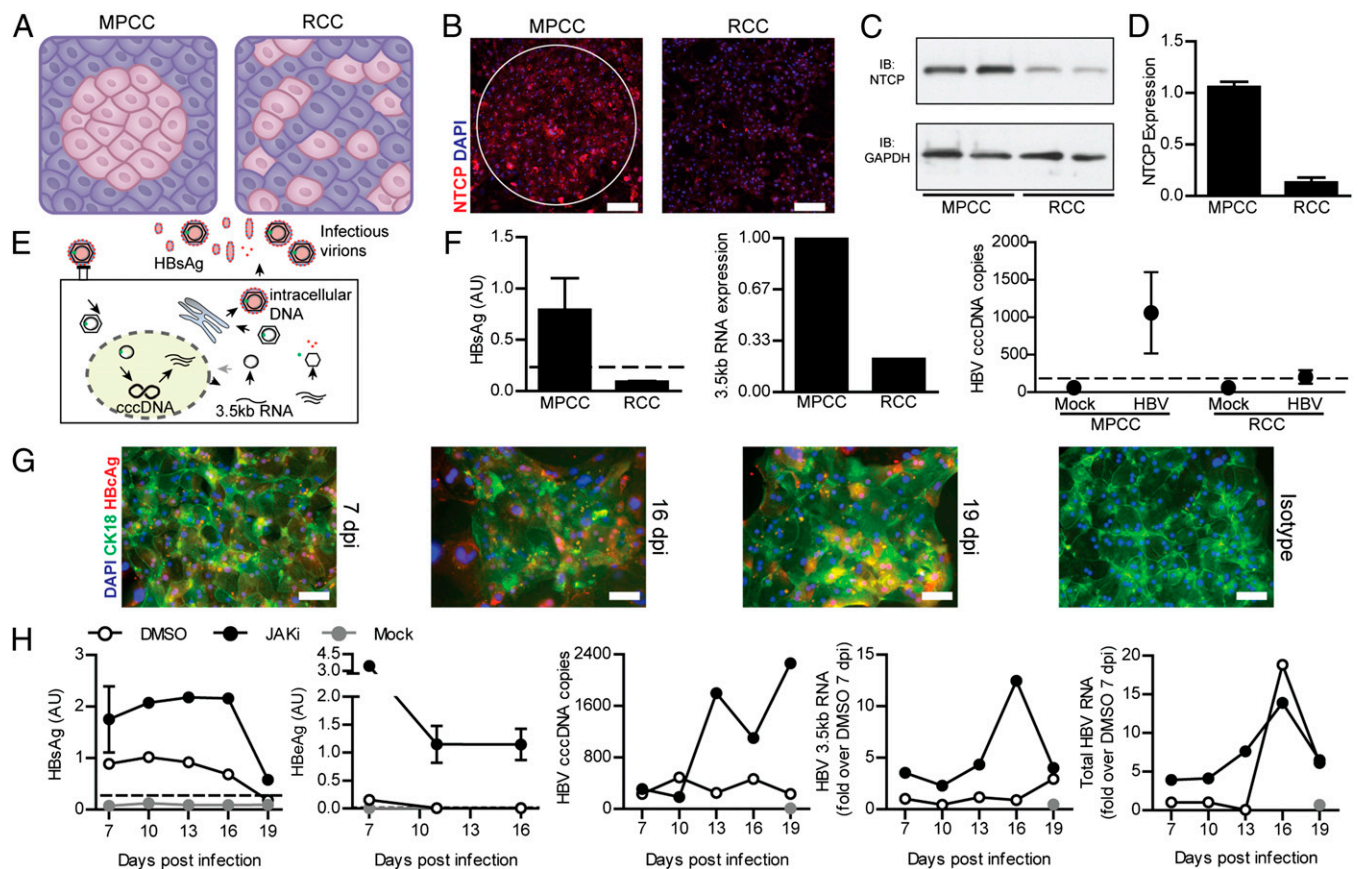 A
MPCC
RCC
B
MPCC
RCC
NTCP DAPI
C
IB:
NTCP
IB:
GAPDH
MPCC
RCC
D
NTCP Expression
1.5
1.0
0.5
0.0
MPCC
RCC
E
HBsAg
Infectious
virions
intracellular
DNA
cccDNA
3.5kb RNA
F
HBsAg (AU)
1.5
1.0
0.5
0.0
MPCC
RCC
3.5kb RNA expression
1.00
0.67
0.33
0.00
MPCC
RCC
HBV cccDNA copies
2000
1500
1000
500
0
Mock
HBV
Mock
HBV
MPCC
RCC
G
DAPI CK18 HBcAg
7 dpi
16 dpi
19 dpi
Isotype
H
DMSO
JAKi
Mock
HBsAg (AU)
3
2
1
0
7
10
13
16
19
Days post infection
HBeAg (AU)
4.5
3.0
2.0
1.5
1.0
0.5
0.0
7
10
13
16
Days post infection
HBV cccDNA copies
2400
1600
800
0
7
10
13
16
19
Days post infection
HBV 3.5kb RNA
(fold over DMSO 7 dpi)
15
10
5
0
7
10
13
16
19
Days post infection
Total HBV RNA
(fold over DMSO 7 dpi)
20
15
10
5
0
7
10
13
16
19
Days post infection